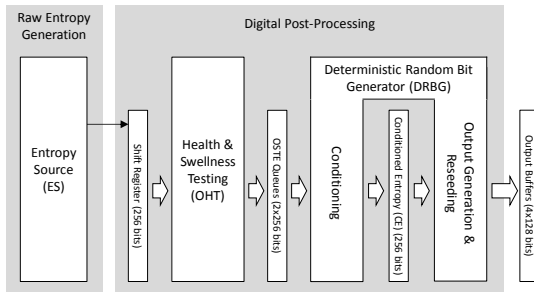 Raw Entropy
Generation
Digital Post-Processing
Entropy
Source
(ES)
Shift Register (256 bits)
Health &
Swellness
Testing
(OHT)
OSTE Queues (2x256 bits)
Deterministic Random Bit
Generator (DRBG)
Conditioning
Conditioned Entropy (CE) (256 bits)
Output Generation &
Reseeding
Output Buffers (4x128 bits)